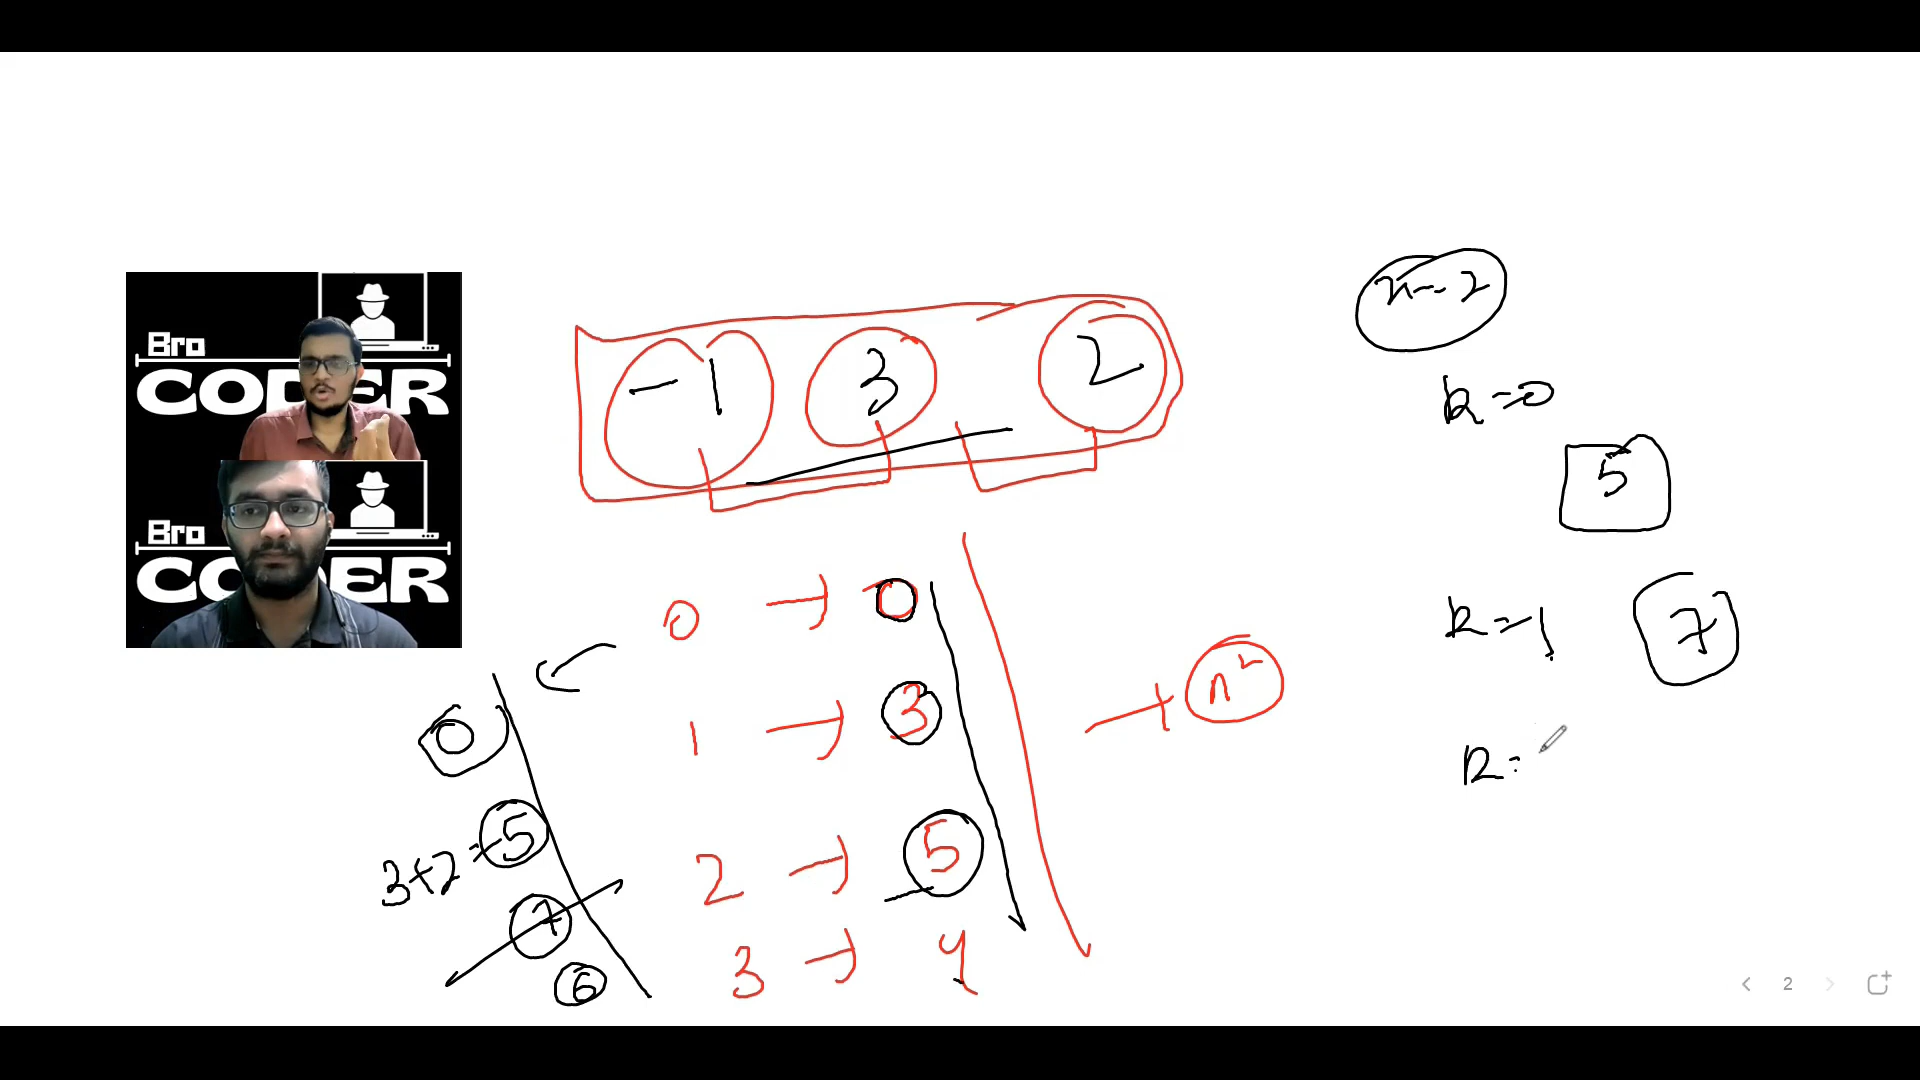 x=2
Bro
CODER
-1 3 2
k=0
5
Bro
CODER
0 → 0
k=1 7
n²
0
1 → 3
k=
3+2=5
2 → 5
7
3 → 4
6
2